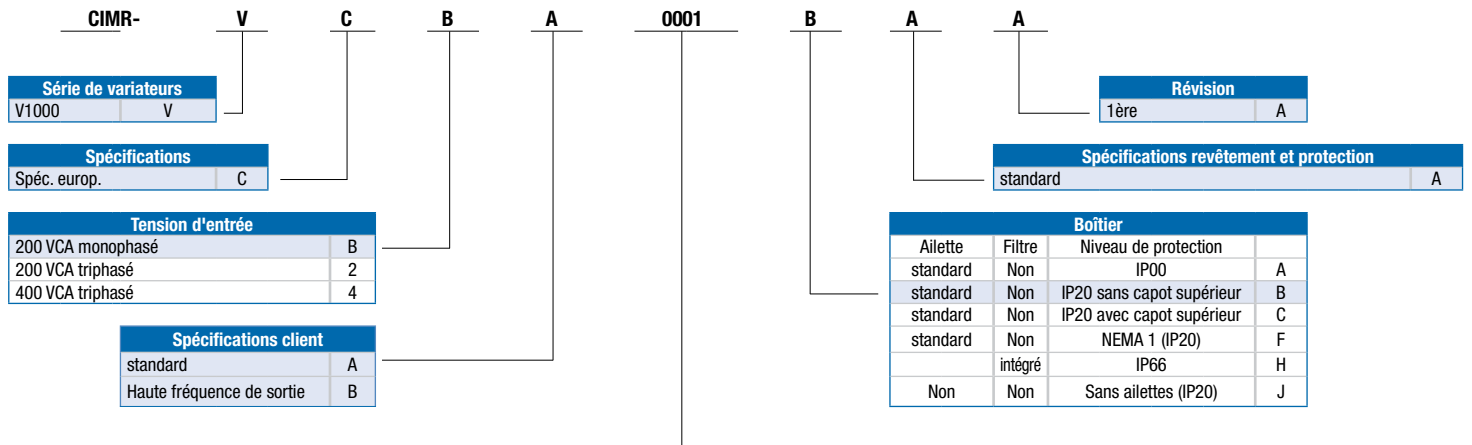 CIMR- V C B A 0001 B A A
Série de variateurs
V1000 V
Spécifications
Spéc. europ. C
Tension d'entrée
200 VCA monophasé B
200 VCA triphasé 2
400 VCA triphasé 4
Spécifications client
standard A
Haute fréquence de sortie B
Révision
1ère A
Spécifications revêtement et protection
standard A
Boîtier
Ailette Filtre Niveau de protection
standard Non IP00 A
standard Non IP20 sans capot supérieur B
standard Non IP20 avec capot supérieur C
standard Non NEMA 1 (IP20) F
intégré IP66 H
Non Non Sans ailettes (IP20) J